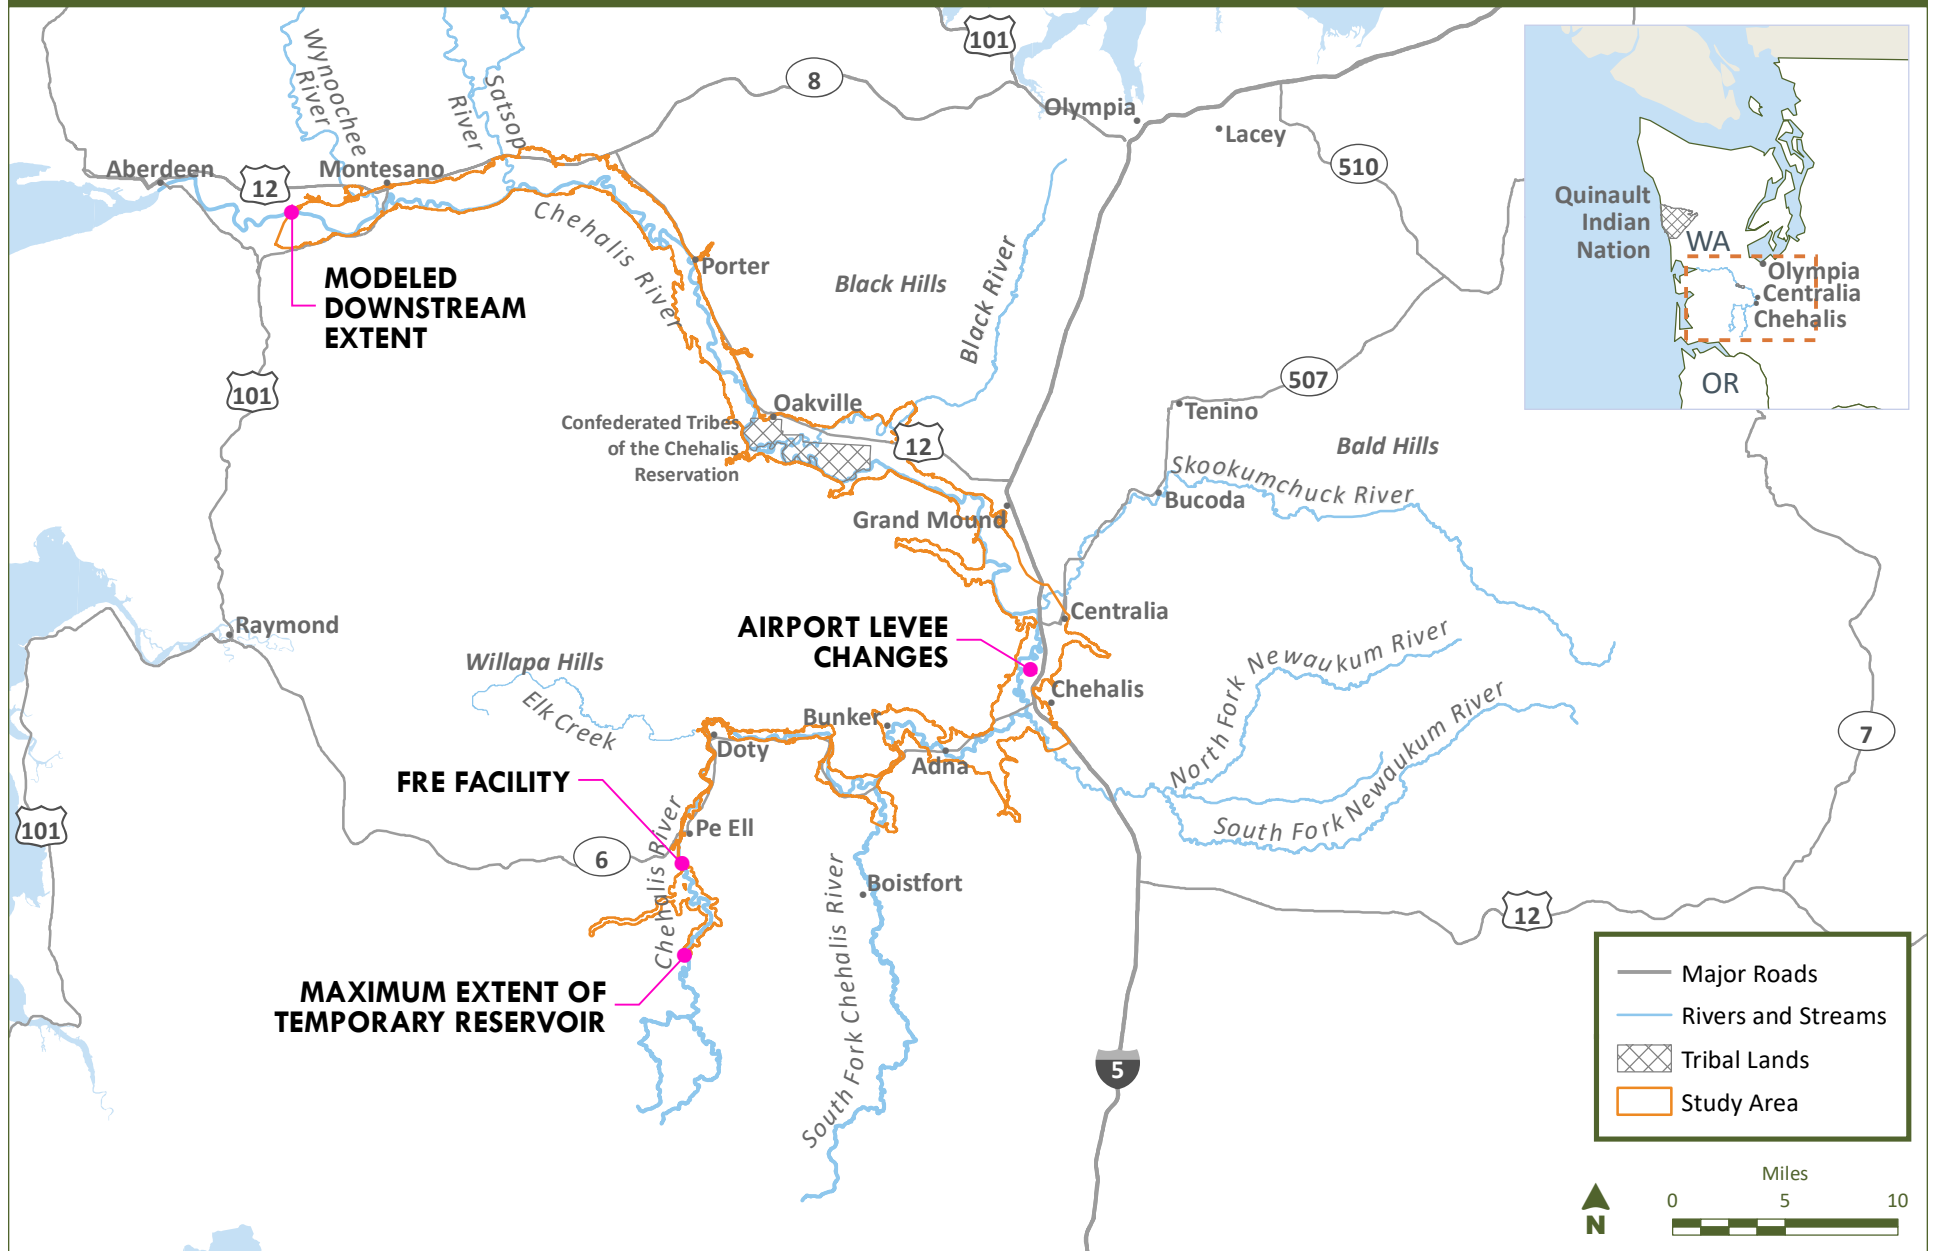 101
8
Olympia
Lacey
510
Wynoochee
River
Satsop
River
Aberdeen
12
Montesano
Chehalis River
MODELED
DOWNSTREAM
EXTENT
Porter
Black Hills
Black River
101
507
Tenino
Oakville
Confederated Tribes
of the Chehalis
Reservation
12
Bald Hills
Skookumchuck River
Bucoda
Grand Mound
Raymond
Centralia
AIRPORT LEVEE
CHANGES
Willapa Hills
Elk Creek
Chehalis
Bunker
Doty
Adna
North Fork Newaukum River
South Fork Newaukum River
7
FRE FACILITY
101
Pe Ell
6
Chehalis River
Boistfort
South Fork Chehalis River
12
MAXIMUM EXTENT OF
TEMPORARY RESERVOIR
5
Quinault
Indian
Nation
WA
Olympia
Centralia
Chehalis
OR
Major Roads
Rivers and Streams
Tribal Lands
Study Area
Miles
0 5 10
N